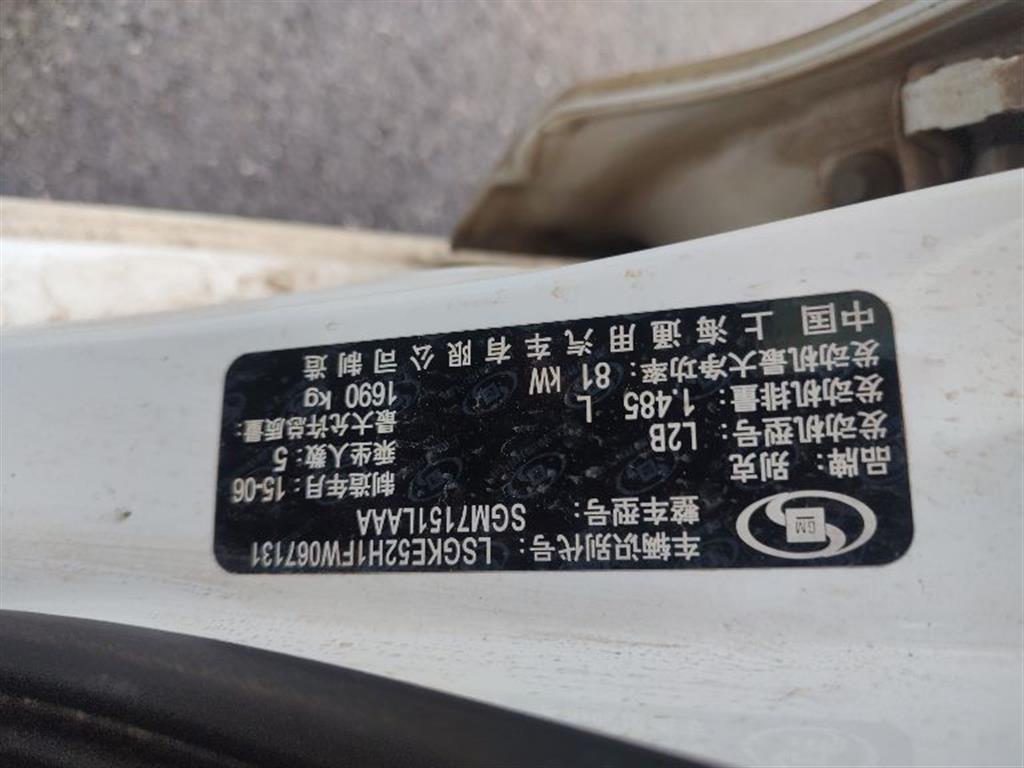 GM
车辆识别代号: LSGKE52H1FW067131
整车型号: SGM7151LAAA
品牌: 别克 制造年月 15-06
发动机型号: L2B 乘坐人数: 5
发动机排量: 1.485 L 最大允许总质量:
发动机最大净功率: 81 kW 1690 kg
中国 上海通用汽车有限公司制造